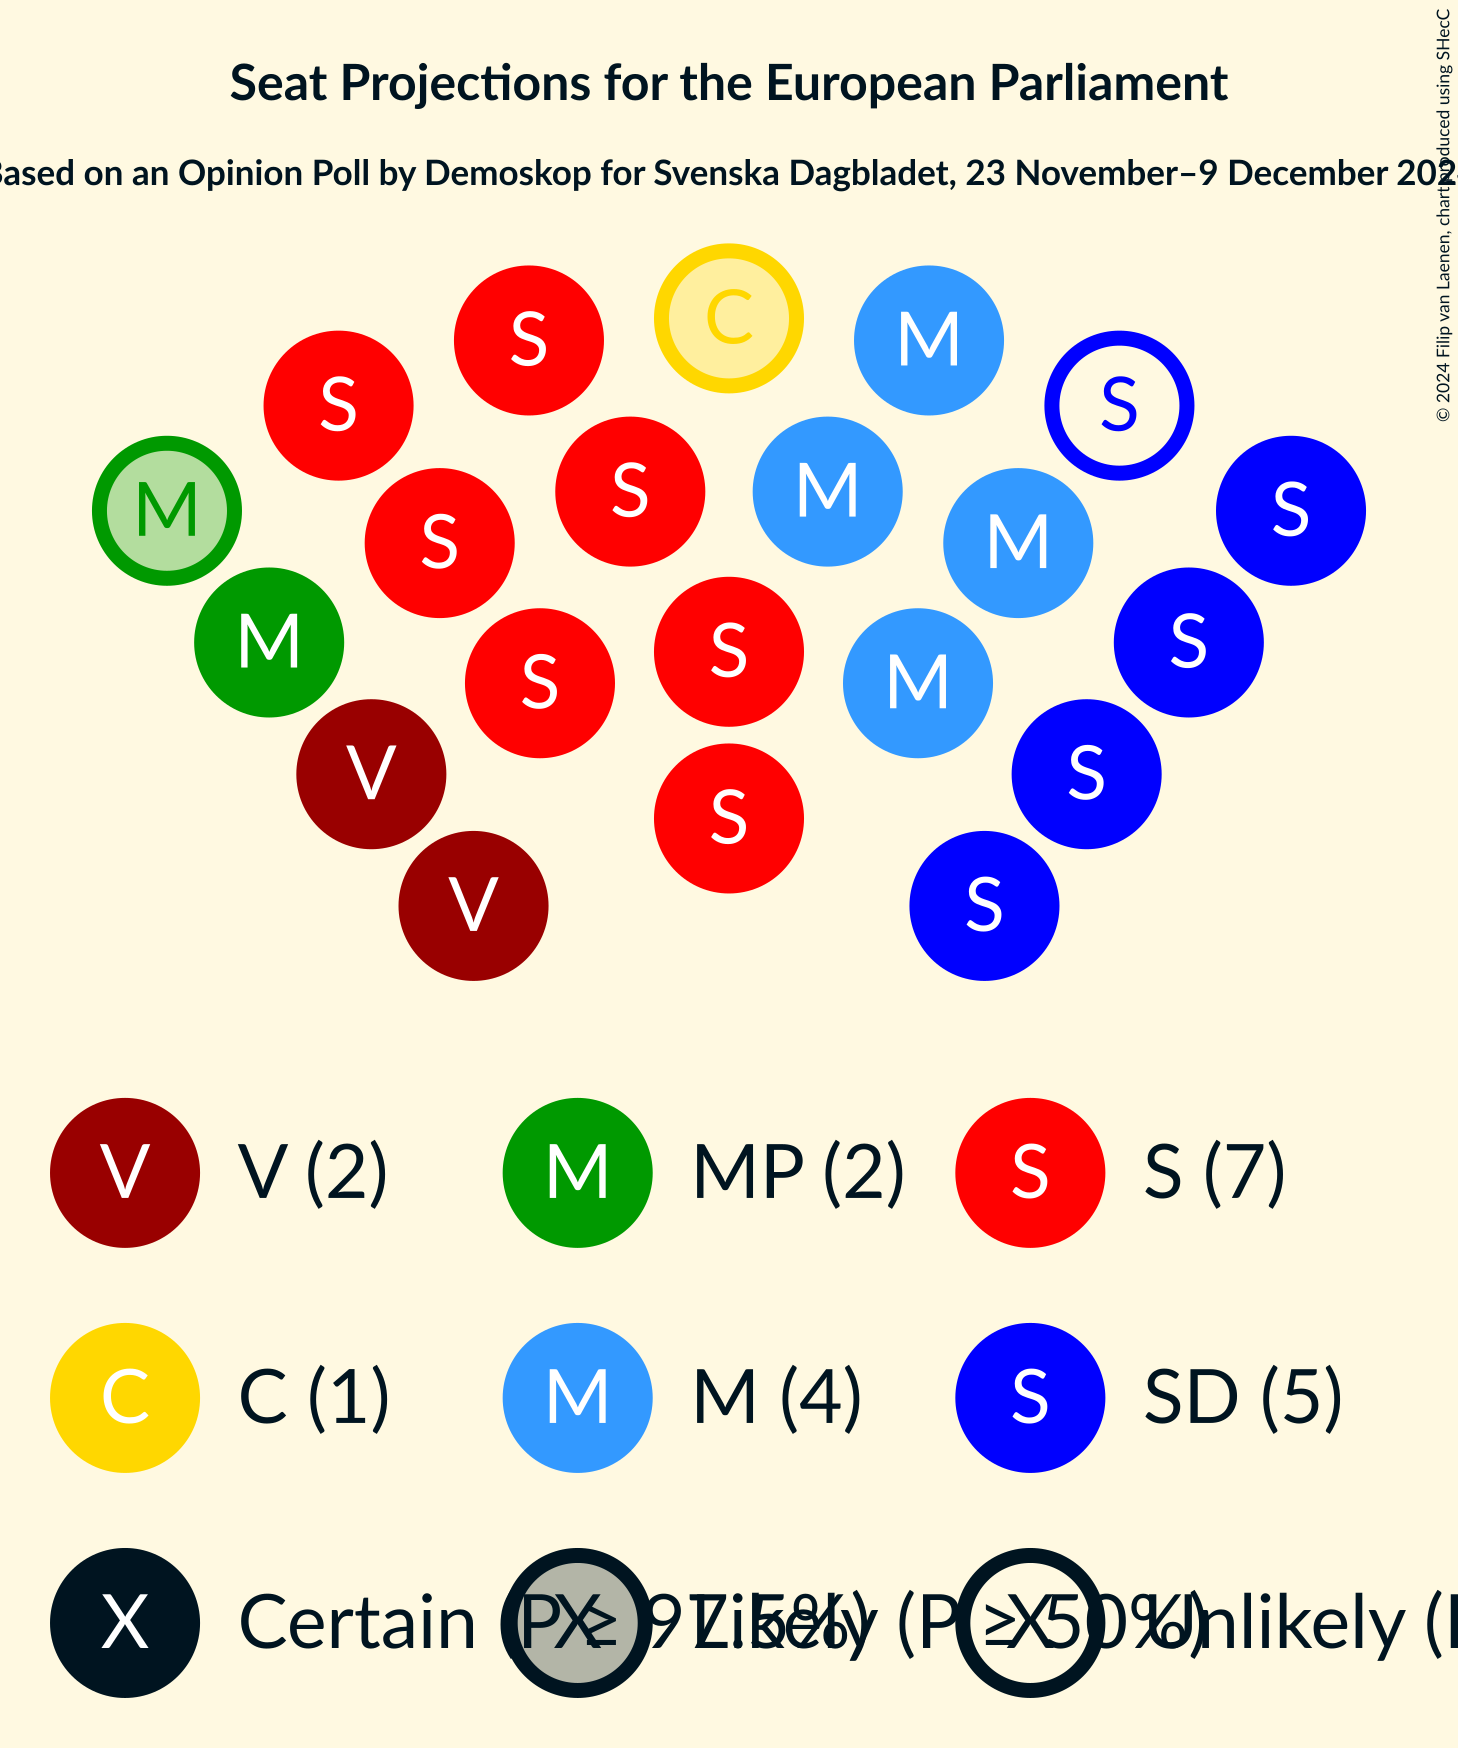 Seat Projections for the European Parliament
Based on an Opinion Poll by Demoskop for Svenska Dagbladet, 23 November–9 December 2024
© 2024 Filip van Laenen, chart produced using SHecC
C
S M
S S
S M
M S
S M
M S
S
S M
V S
S
V S
V V (2) M MP (2) S S (7)
C C (1) M M (4) S SD (5)
X Certain (P ≥ 97.5%) X Likely (P ≥ 50%) X Unlikely